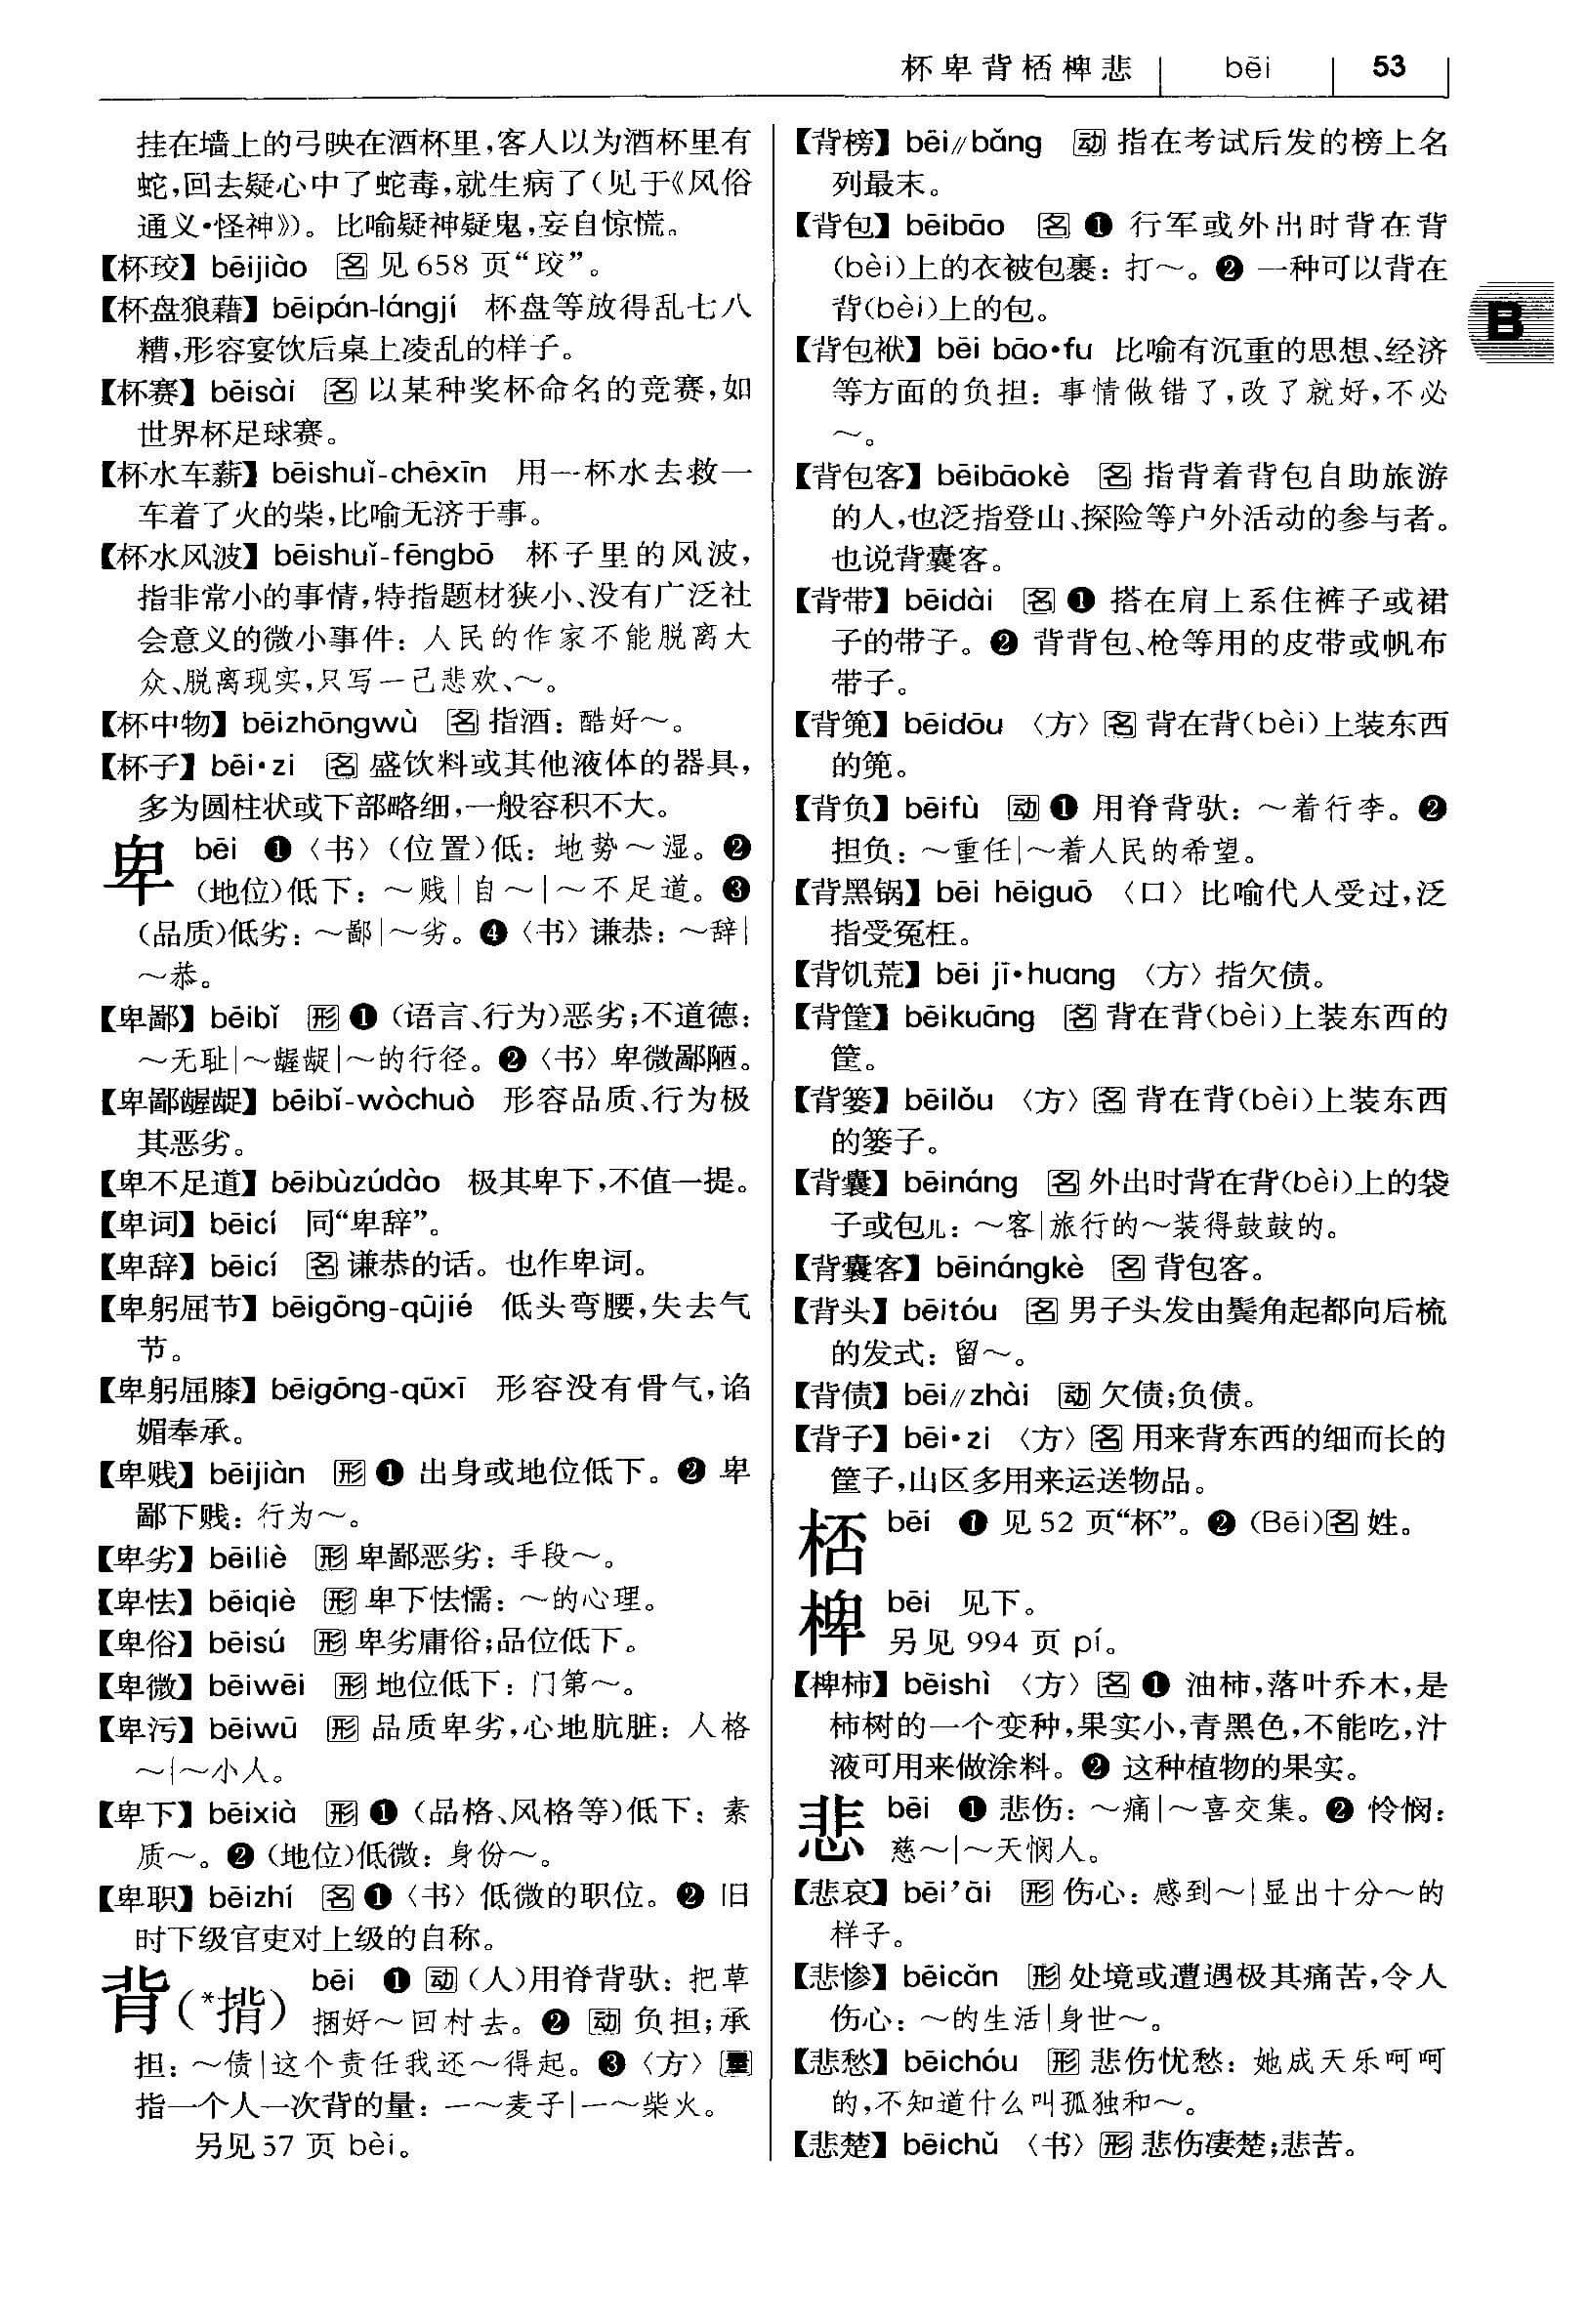 杯卑背桮椑悲 bēi 53
挂在墙上的弓映在酒杯里,客人以为酒杯里有
蛇,回去疑心中了蛇毒,就生病了(见于《风俗
通义•怪神》)。比喻疑神疑鬼,妄自惊慌。
【杯珓】bēijiào 名 见658 页“珓”。
【杯盘狼藉】bēipán-lángjí 杯盘等放得乱七八
糟,形容宴饮后桌上凌乱的样子。
【杯赛】bēisài 名 以某种奖杯命名的竞赛,如
世界杯足球赛。
【杯水车薪】bēishuǐ-chēxīn 用一杯水去救一
车着了火的柴,比喻无济于事。
【杯水风波】bēishuǐ-fēngbō 杯子里的风波,
指非常小的事情,特指题材狭小、没有广泛社
会意义的微小事件:人民的作家不能脱离大
众、脱离现实,只写一己悲欢、～。
【杯中物】bēizhōngwù 名 指酒:酷好～。
【杯子】bēi•zi 名 盛饮料或其他液体的器具,
多为圆柱状或下部略细,一般容积不大。
卑 bēi ❶〈书〉(位置)低:地势～湿。❷
(地位)低下:～贱|自～|～不足道。❸
(品质)低劣:～鄙|～劣。❹〈书〉谦恭:～辞|
～恭。
【卑鄙】bēibǐ 形 ❶(语言、行为)恶劣;不道德:
～无耻|～龌龊|～的行径。❷〈书〉卑微鄙陋。
【卑鄙龌龊】bēibǐ-wòchuò 形容品质、行为极
其恶劣。
【卑不足道】bēibùzúdào 极其卑下,不值一提。
【卑词】bēicí 同“卑辞”。
【卑辞】bēicí 名 谦恭的话。也作卑词。
【卑躬屈节】bēigōng-qūjié 低头弯腰,失去气
节。
【卑躬屈膝】bēigōng-qūxī 形容没有骨气,谄
媚奉承。
【卑贱】bēijiàn 形 ❶ 出身或地位低下。❷ 卑
鄙下贱:行为～。
【卑劣】bēiliè 形 卑鄙恶劣:手段～。
【卑怯】bēiqiè 形 卑下怯懦:～的心理。
【卑俗】bēisú 形 卑劣庸俗;品位低下。
【卑微】bēiwēi 形 地位低下:门第～。
【卑污】bēiwū 形 品质卑劣,心地肮脏:人格
～|～小人。
【卑下】bēixià 形 ❶(品格、风格等)低下:素
质～。❷(地位)低微:身份～。
【卑职】bēizhí 名 ❶〈书〉低微的职位。❷ 旧
时下级官吏对上级的自称。
背(*揹) bēi ❶ 动 (人)用脊背驮:把草
捆好～回村去。❷ 动 负担;承
担:～债|这个责任我还～得起。❸〈方〉量
指一个人一次背的量:一～麦子|一～柴火。
另见57 页 bèi。
【背榜】bēi//bǎng 动 指在考试后发的榜上名
列最末。
【背包】bēibāo 名 ❶ 行军或外出时背在背
(bèi)上的衣被包裹:打～。❷ 一种可以背在
背(bèi)上的包。
【背包袱】bēi bāo•fu 比喻有沉重的思想、经济
等方面的负担:事情做错了,改了就好,不必
～。
【背包客】bēibāokè 名 指背着背包自助旅游
的人,也泛指登山、探险等户外活动的参与者。
也说背囊客。
【背带】bēidài 名 ❶ 搭在肩上系住裤子或裙
子的带子。❷ 背背包、枪等用的皮带或帆布
带子。
【背篼】bēidōu 〈方〉名 背在背(bèi)上装东西
的篼。
【背负】bēifù 动 ❶ 用脊背驮:～着行李。❷
担负:～重任|～着人民的希望。
【背黑锅】bēi hēiguō 〈口〉比喻代人受过,泛
指受冤枉。
【背饥荒】bēi jī•huang 〈方〉指欠债。
【背筐】bēikuāng 名 背在背(bèi)上装东西的
筐。
【背篓】bēilǒu 〈方〉名 背在背(bèi)上装东西
的篓子。
【背囊】bēináng 名 外出时背在背(bèi)上的袋
子或包儿:～客|旅行的～装得鼓鼓的。
【背囊客】bēinángkè 名 背包客。
【背头】bēitóu 名 男子头发由鬓角起都向后梳
的发式:留～。
【背债】bēi//zhài 动 欠债;负债。
【背子】bēi•zi 〈方〉名 用来背东西的细而长的
筐子,山区多用来运送物品。
桮 bēi ❶ 见52 页“杯”。❷ (Bēi)名 姓。
椑 bēi 见下。
另见 994 页 pí。
【椑柿】bēishì 〈方〉名 ❶ 油柿,落叶乔木,是
柿树的一个变种,果实小,青黑色,不能吃,汁
液可用来做涂料。❷ 这种植物的果实。
悲 bēi ❶ 悲伤:～痛|～喜交集。❷ 怜悯:
慈～|～天悯人。
【悲哀】bēi’āi 形 伤心:感到～|显出十分～的
样子。
【悲惨】bēicǎn 形 处境或遭遇极其痛苦,令人
伤心:～的生活|身世～。
【悲愁】bēichóu 形 悲伤忧愁:她成天乐呵呵
的,不知道什么叫孤独和～。
【悲楚】bēichǔ 〈书〉形 悲伤凄楚;悲苦。
B